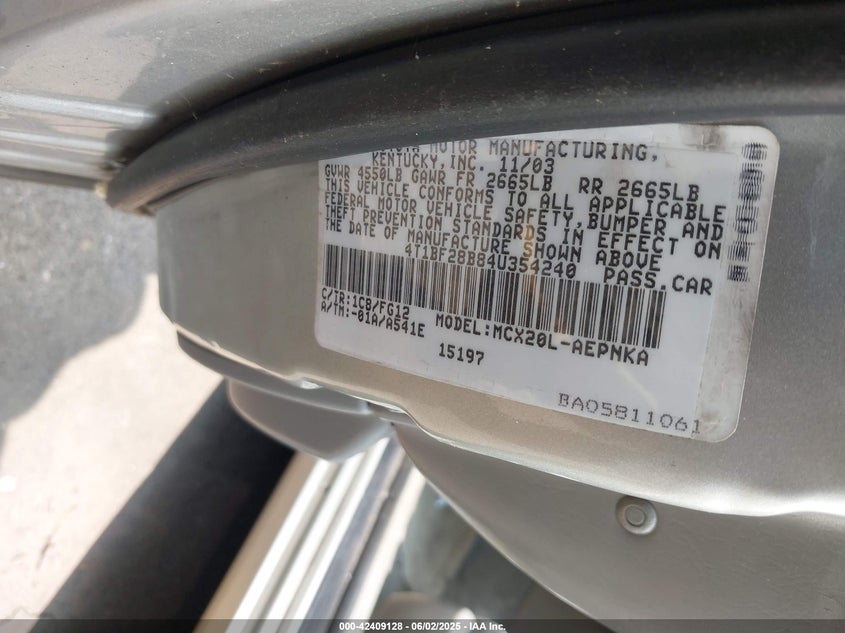 MOTOR MANUFACTURING,
KENTUCKY, INC. 11/03
GVWR 4550LB GAWR FR 2665LB RR 2665LB
THIS VEHICLE CONFORMS TO ALL APPLICABLE
FEDERAL MOTOR VEHICLE SAFETY, BUMPER AND
THEFT PREVENTION STANDARDS IN EFFECT ON
THE DATE OF MANUFACTURE SHOWN ABOVE
4T1BF28B84U354240 PASS.CAR
C/TR:1C8/FG12
A/TM:-01A/A541E MODEL:MCX20L-AEPNKA
15197
BA05811061
000-42409128 - 06/02/2025 - IAA Inc.